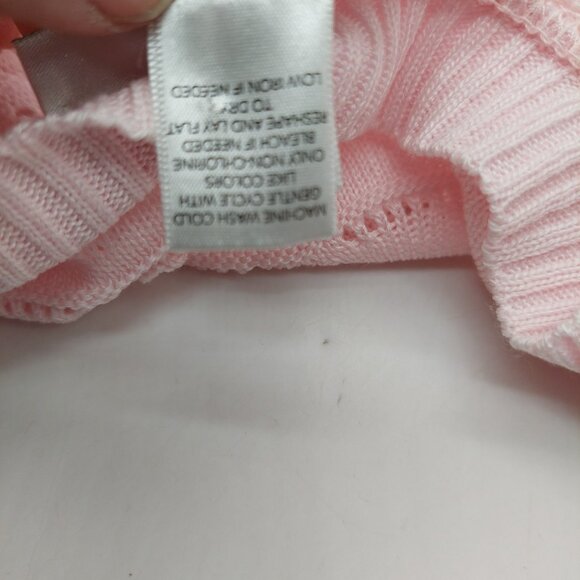 MACHINE WASH COLD
GENTLE CYCLE WITH
LIKE COLORS
ONLY NON-CHLORINE
BLEACH IF NEEDED
RESHAPE AND LAY FLAT
TO DRY
LOW IRON IF NEEDED